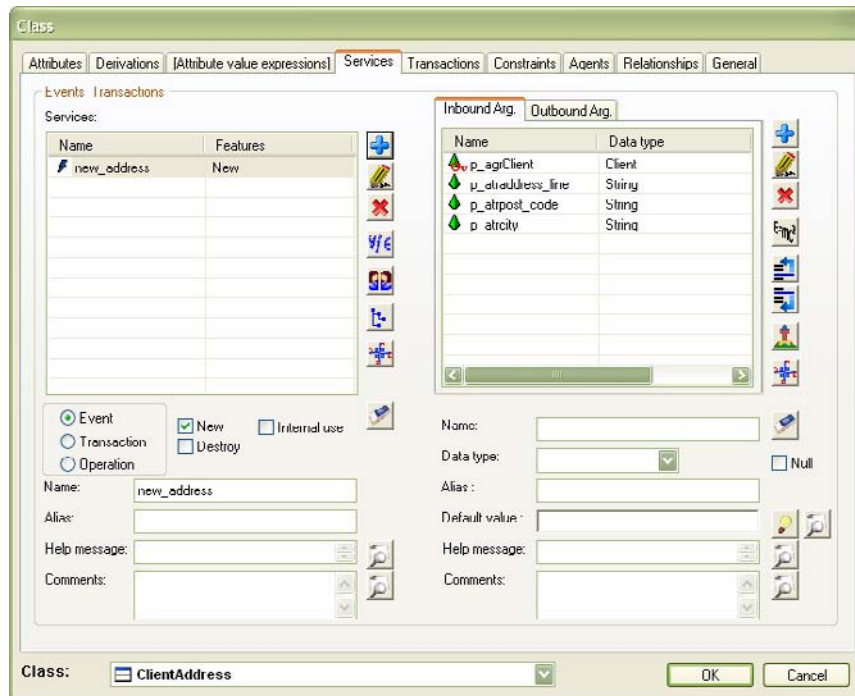 Class
Attributes Derivations [Attribute value expressions] Services Transactions Constraints Agents Relationships General
Events Transactions
Services:
Name Features
new_address New
Inbound Arg. Outbound Arg.
Name Data type
p_agrClient Client
p_atraddress_line String
p_atrpost_code String
p_atrcity String
Event
Transaction
Operation
New
Destroy
Internal use
Name: new_address
Alias:
Help message:
Comments:
Name:
Data type:
Null
Alias :
Default value :
Help message:
Comments:
Class: ClientAddress
OK Cancel